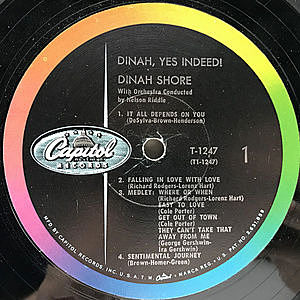 DINAH, YES INDEED!
DINAH SHORE
With Orchestra Conducted
by Nelson Riddle
1. IT ALL DEPENDS ON YOU
(DeSylva-Brown-Henderson)
Capitol
RECORDS
T-1247
(T1-1247)
1
2. FALLING IN LOVE WITH LOVE
(Richard Rodgers-Lorenz Hart)
3. MEDLEY: WHERE OR WHEN
(Richard Rodgers-Lorenz Hart)
EASY TO LOVE
(Cole Porter)
GET OUT OF TOWN
(Cole Porter)
THEY CAN'T TAKE THAT
AWAY FROM ME
(George Gershwin-
Ira Gershwin)
4. SENTIMENTAL JOURNEY
(Brown-Homer-Green)
MFD. BY CAPITOL RECORDS, INC. U.S.A. T.M. MARCA REG. U.S. PAT. NO.